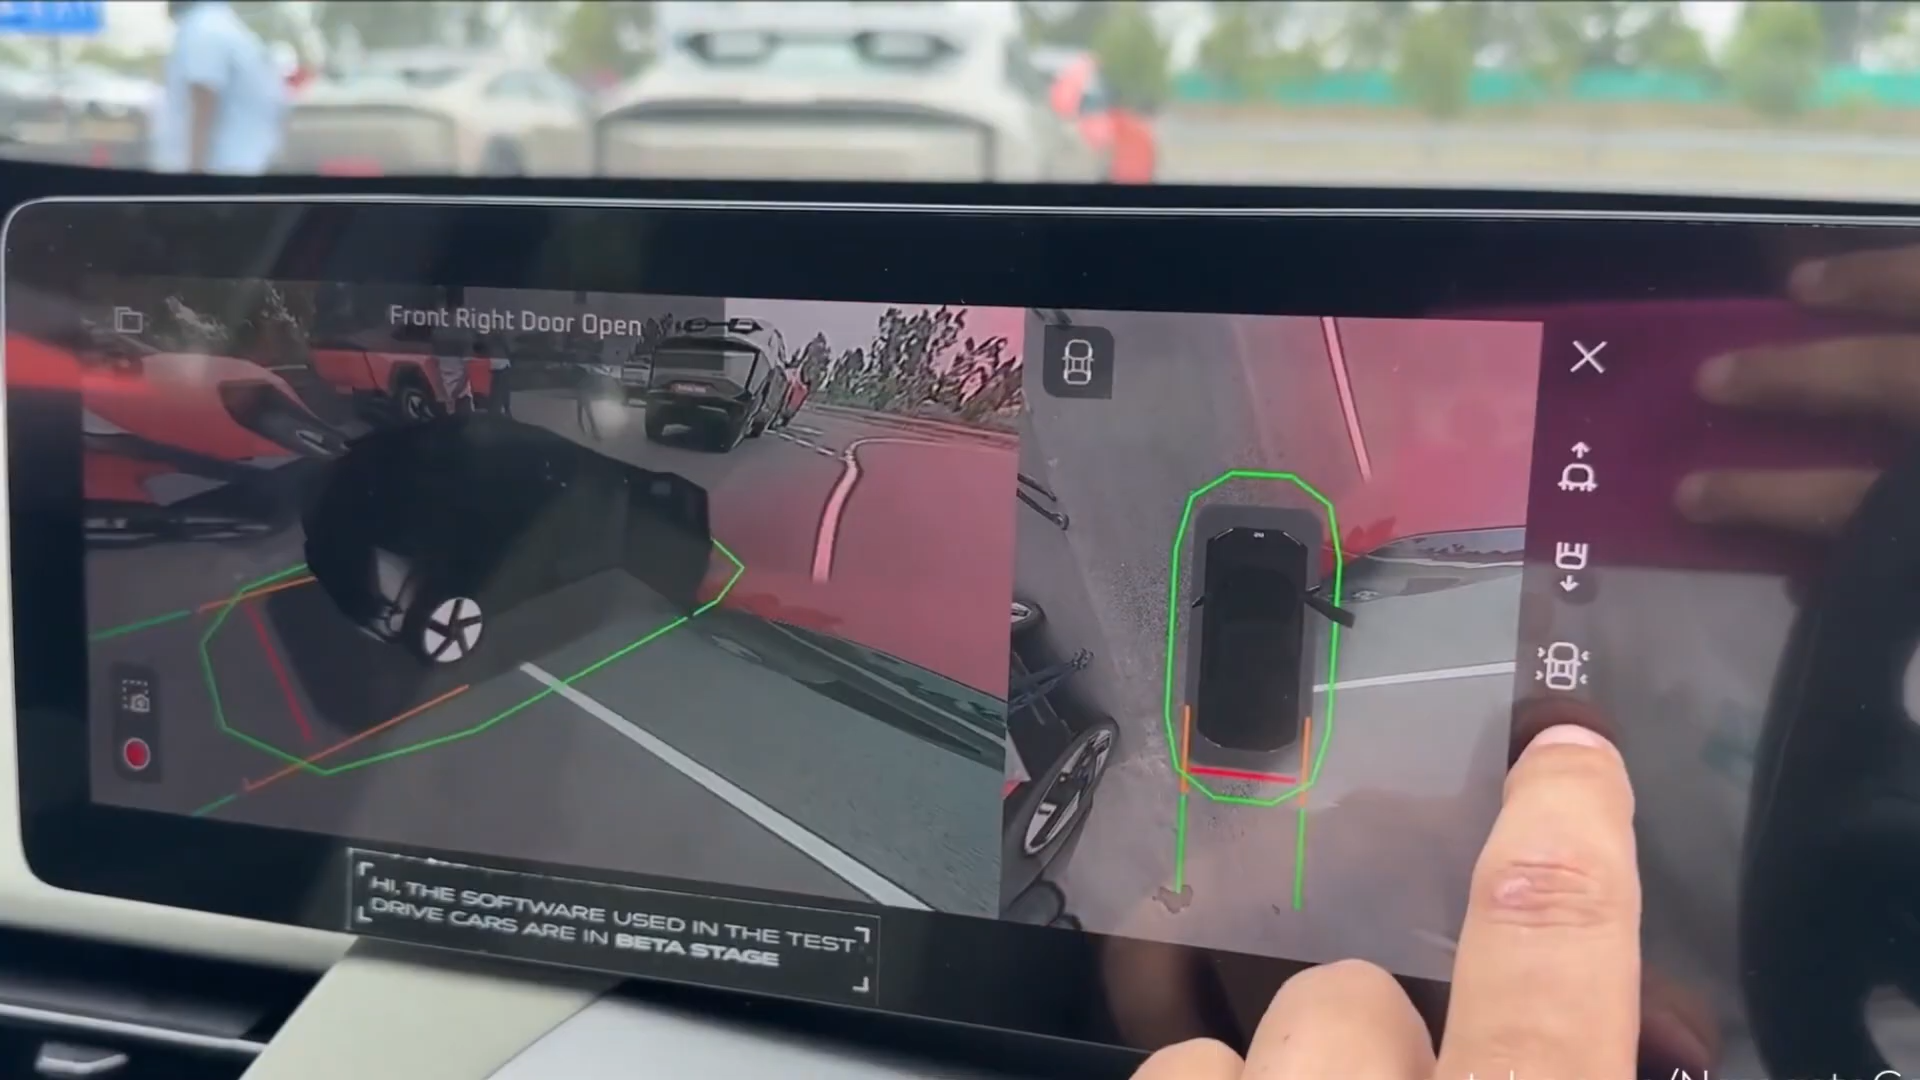 Front Right Door Open
HI, THE SOFTWARE USED IN THE TEST
DRIVE CARS ARE IN BETA STAGE